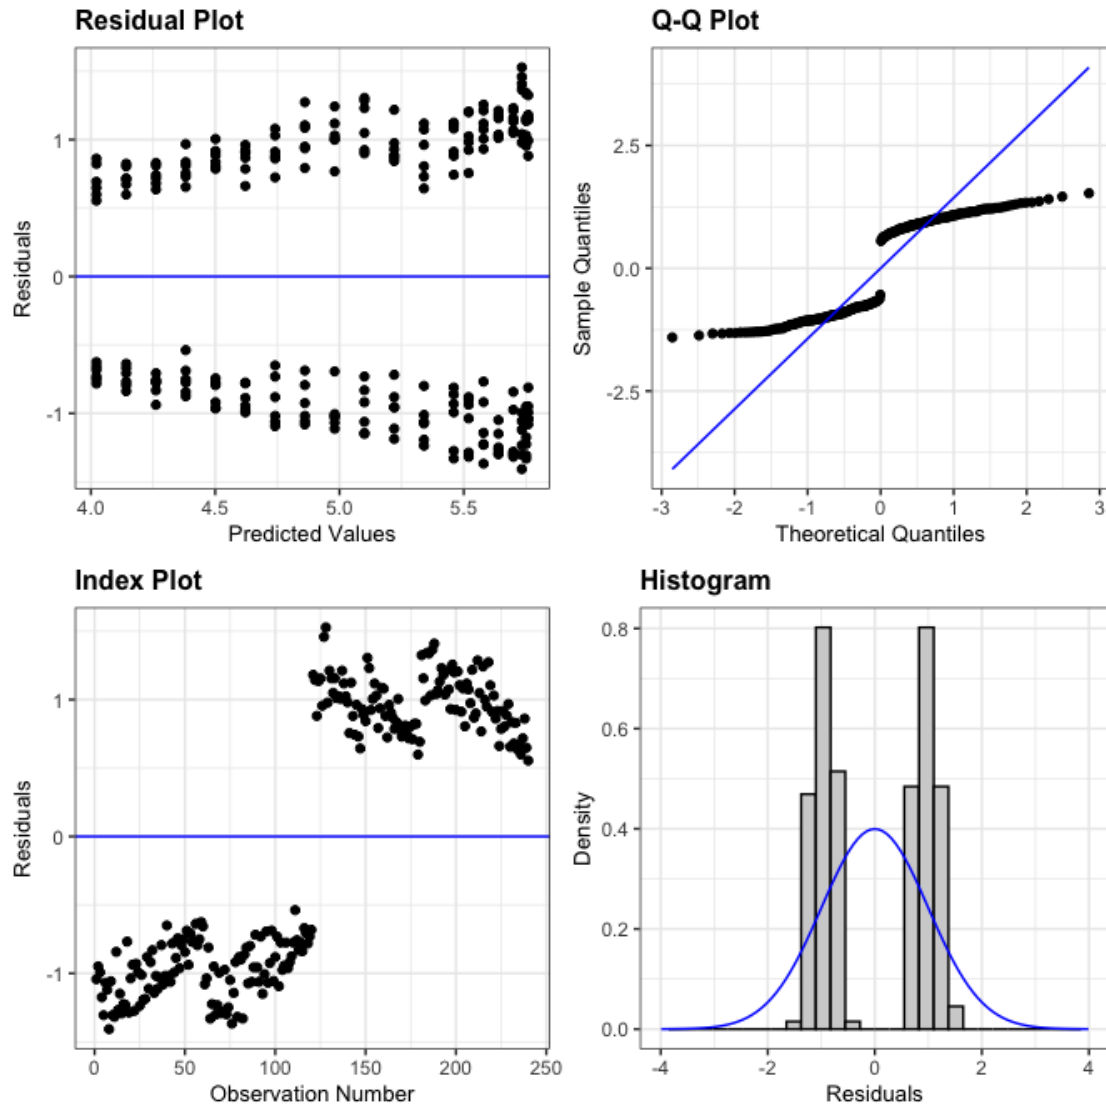 Residual Plot
1
0
-1
Residuals
4.0 4.5 5.0 5.5
Predicted Values
Q-Q Plot
2.5
0.0
-2.5
Sample Quantiles
-3 -2 -1 0 1 2 3
Theoretical Quantiles
Index Plot
1
0
-1
Residuals
0 50 100 150 200 250
Observation Number
Histogram
0.8
0.6
0.4
0.2
0.0
Density
-4 -2 0 2 4
Residuals